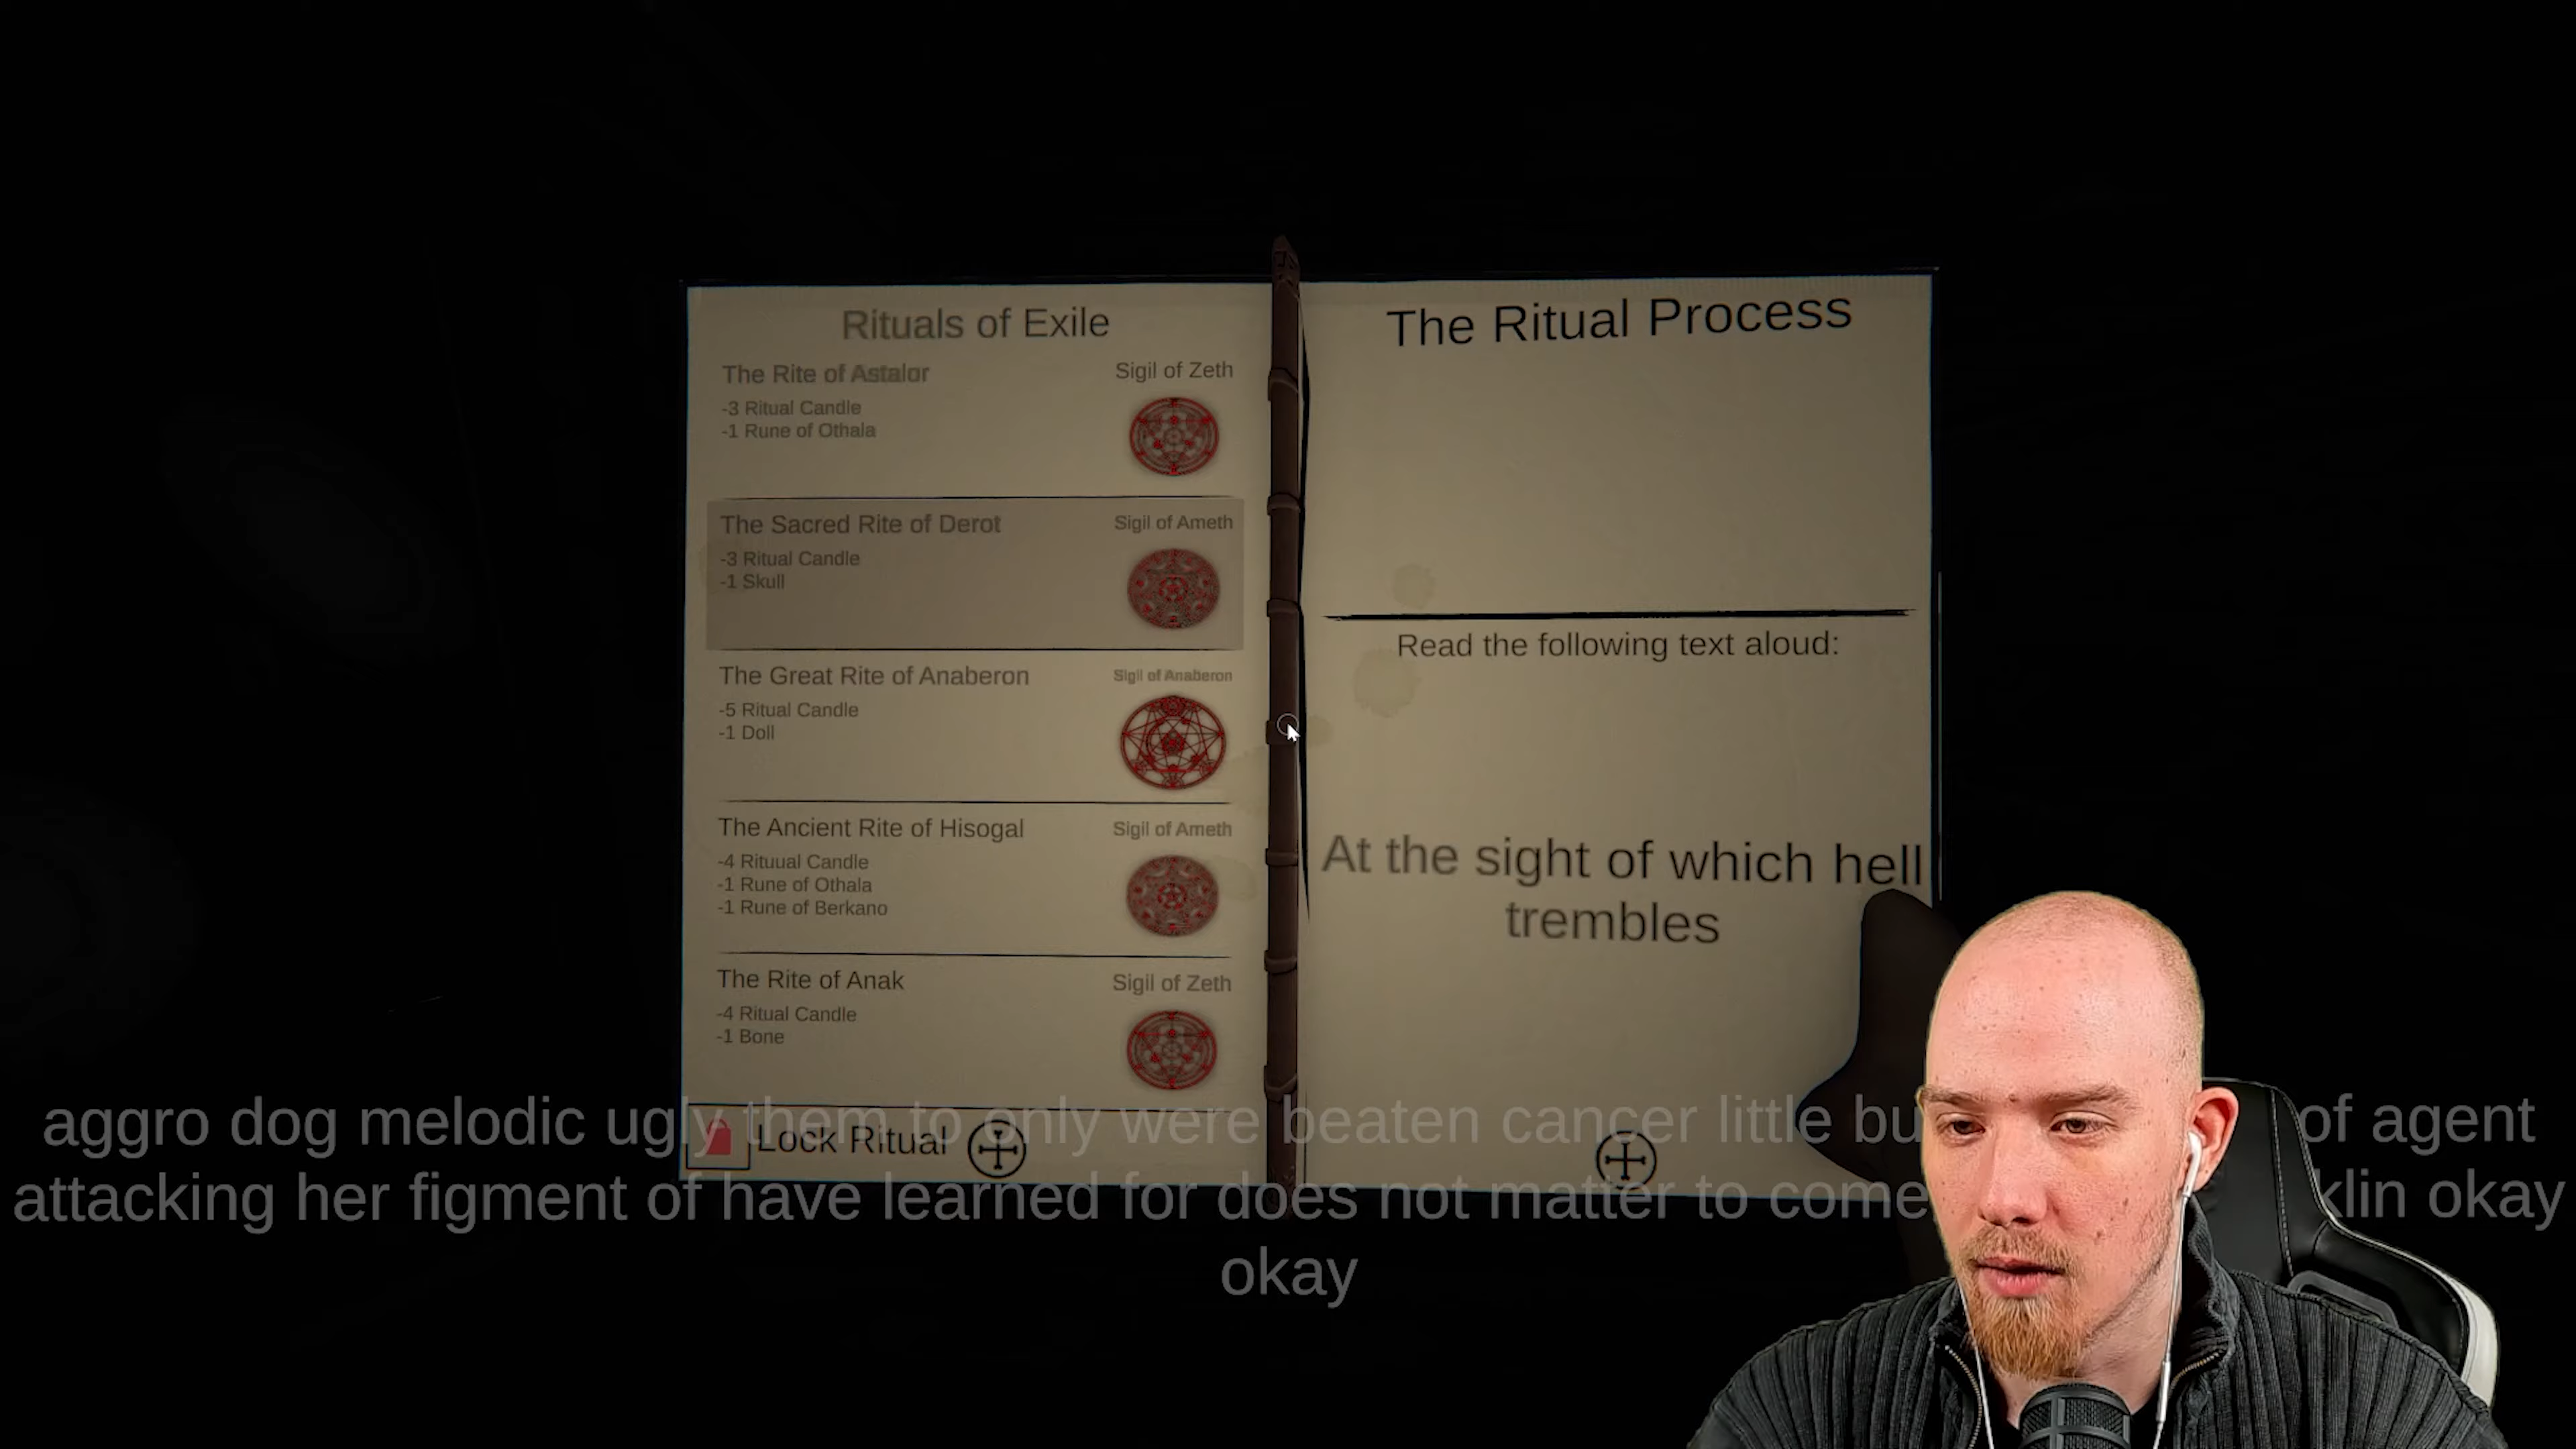 Rituals of Exile
The Rite of Astalor
Sigil of Zeth
-3 Ritual Candle
-1 Rune of Othala
The Sacred Rite of Derot
Sigil of Ameth
-3 Ritual Candle
-1 Skull
The Great Rite of Anaberon
Sigil of Anaberon
-5 Ritual Candle
-1 Doll
The Ancient Rite of Hisogal
Sigil of Ameth
-4 Rituual Candle
-1 Rune of Othala
-1 Rune of Berkano
The Rite of Anak
Sigil of Zeth
-4 Ritual Candle
-1 Bone
Lock Ritual
The Ritual Process
Read the following text aloud:
At the sight of which hell
trembles
aggro dog melodic ugly them to only were beaten cancer little of agent
attacking her figment of have learned for does not matter to come okay
okay